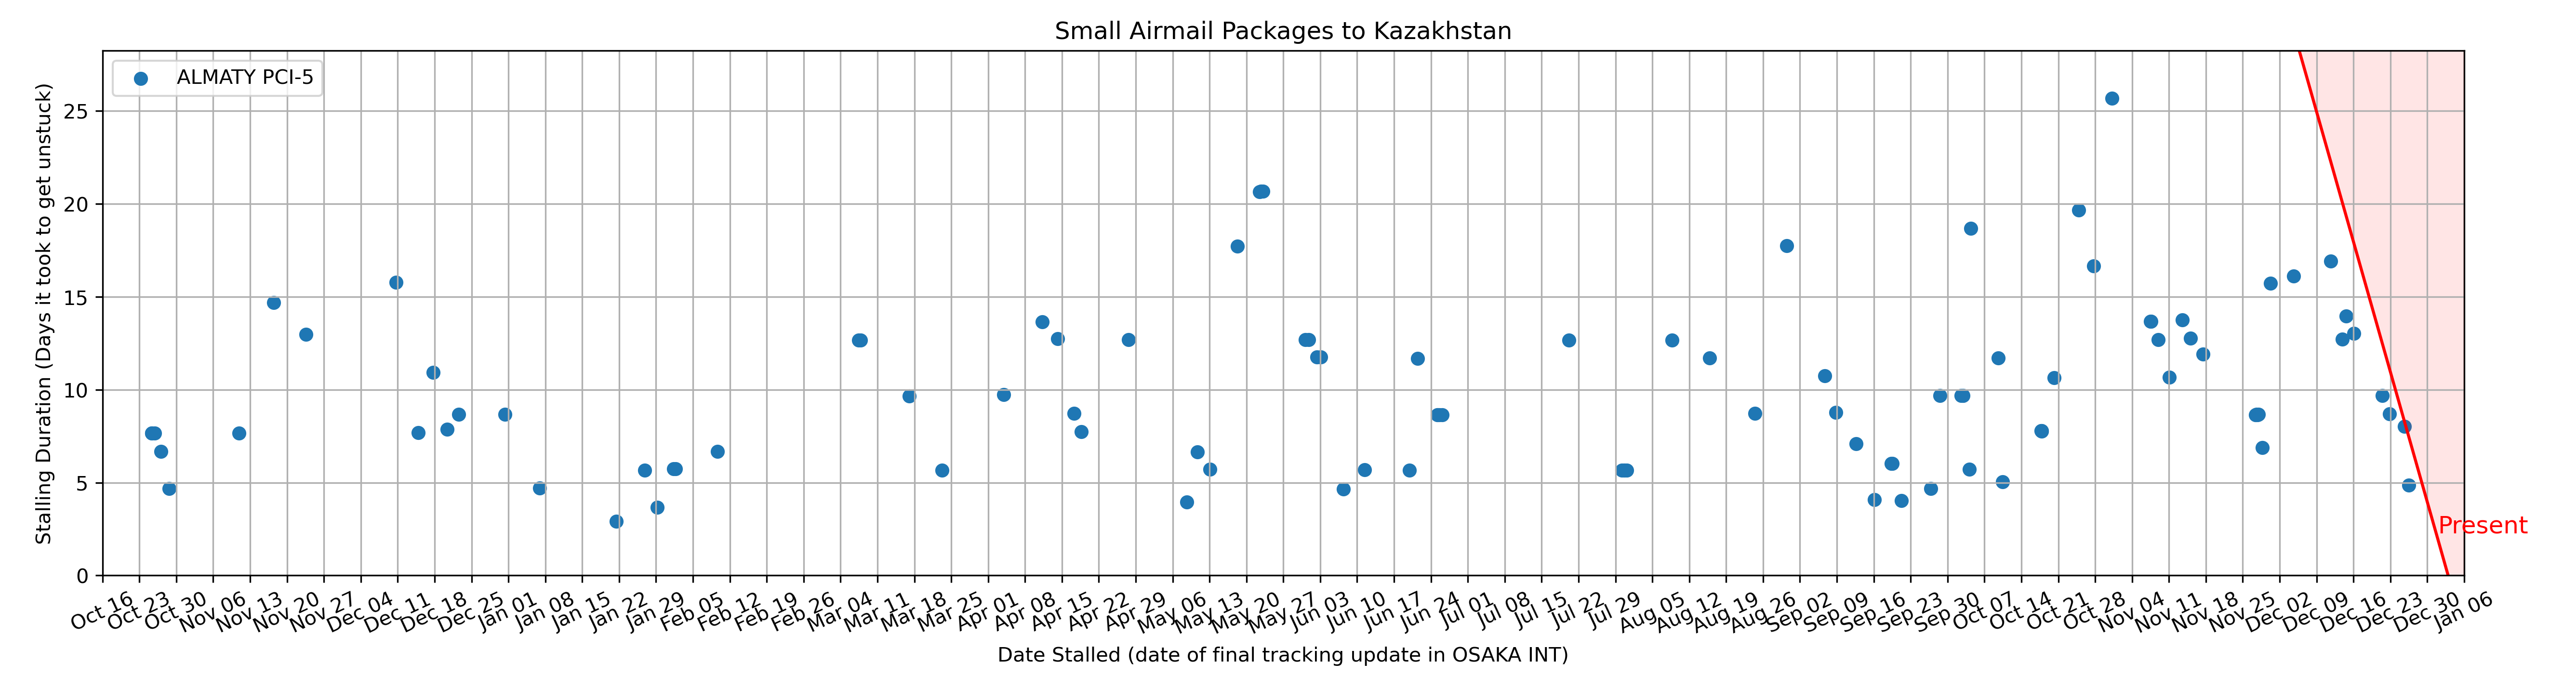 Small Airmail Packages to Kazakhstan
ALMATY PCI-5
Stalling Duration (Days it took to get unstuck)
25
20
15
10
5
0
Present
Oct 16
Oct 23
Oct 30
Nov 06
Nov 13
Nov 20
Nov 27
Dec 04
Dec 11
Dec 18
Dec 25
Jan 01
Jan 08
Jan 15
Jan 22
Jan 29
Feb 05
Feb 12
Feb 19
Feb 26
Mar 04
Mar 11
Mar 18
Mar 25
Apr 01
Apr 08
Apr 15
Apr 22
Apr 29
May 06
May 13
May 20
May 27
Jun 03
Jun 10
Jun 17
Jun 24
Jul 01
Jul 08
Jul 15
Jul 22
Jul 29
Aug 05
Aug 12
Aug 19
Aug 26
Sep 02
Sep 09
Sep 16
Sep 23
Sep 30
Oct 07
Oct 14
Oct 21
Oct 28
Nov 04
Nov 11
Nov 18
Nov 25
Dec 02
Dec 09
Dec 16
Dec 23
Dec 30
Jan 06
Date Stalled (date of final tracking update in OSAKA INT)